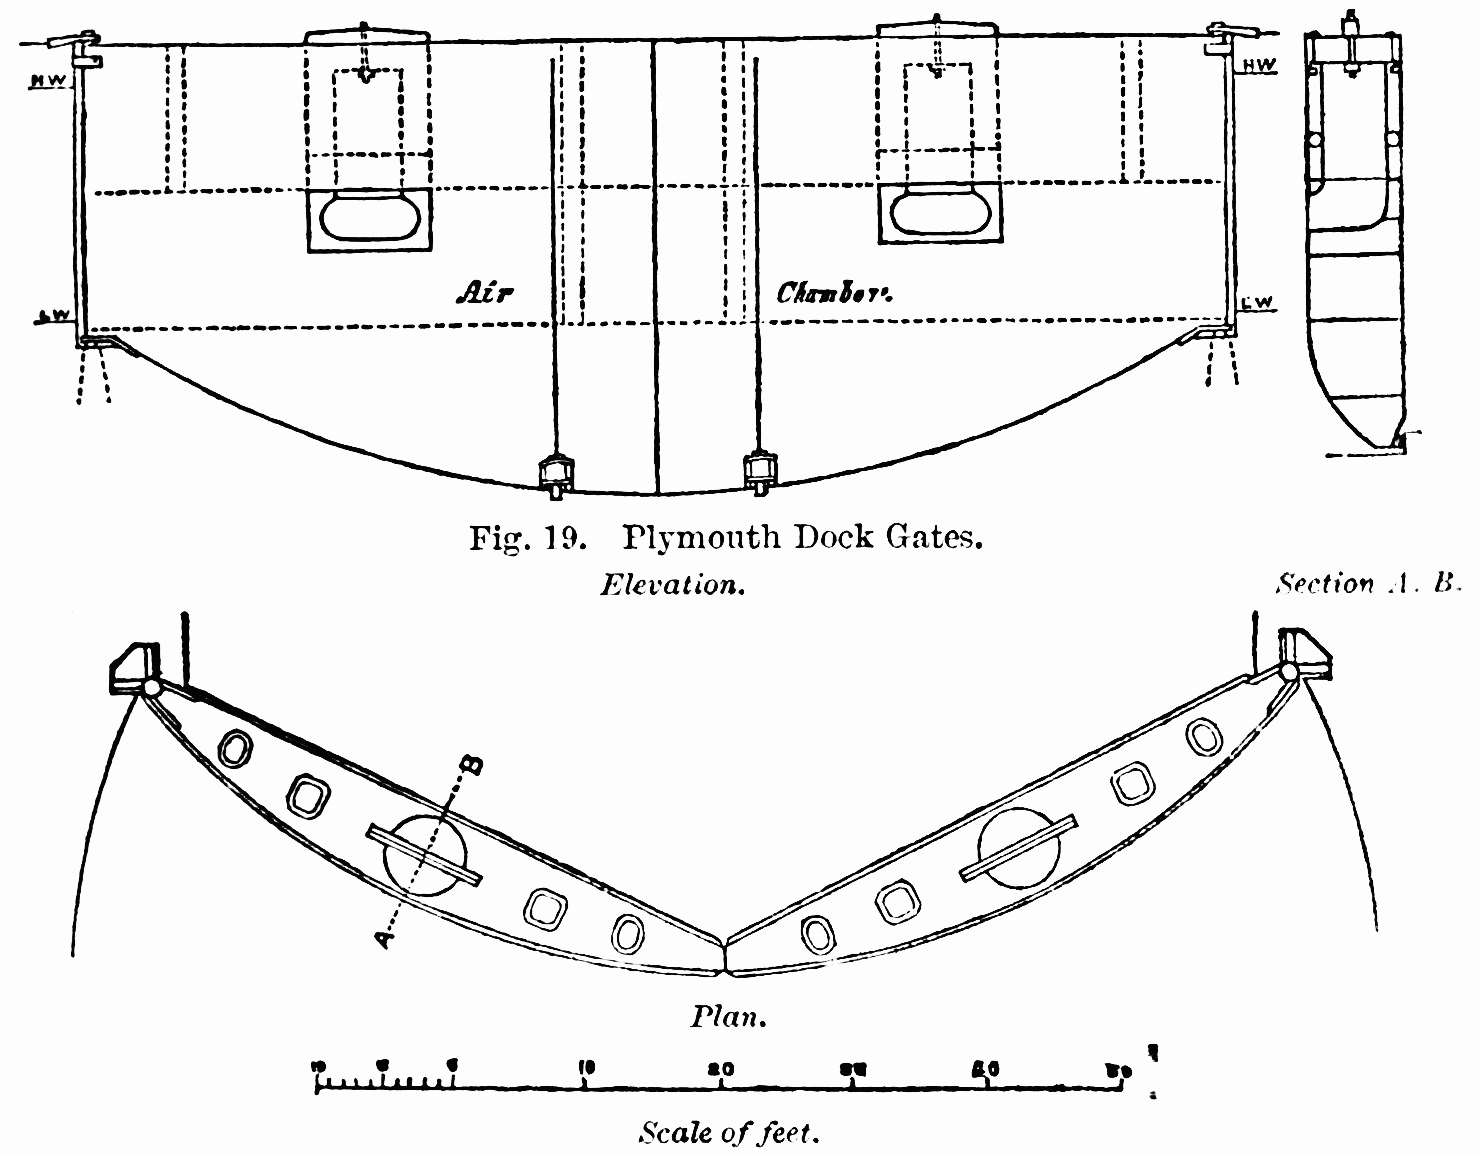 HW
HW
Air Chamber.
LW
LW
Fig. 19. Plymouth Dock Gates.
Elevation.
Section A. B.
B
A
Plan.
10 5 0 10 20 30 40 50
Scale of feet.